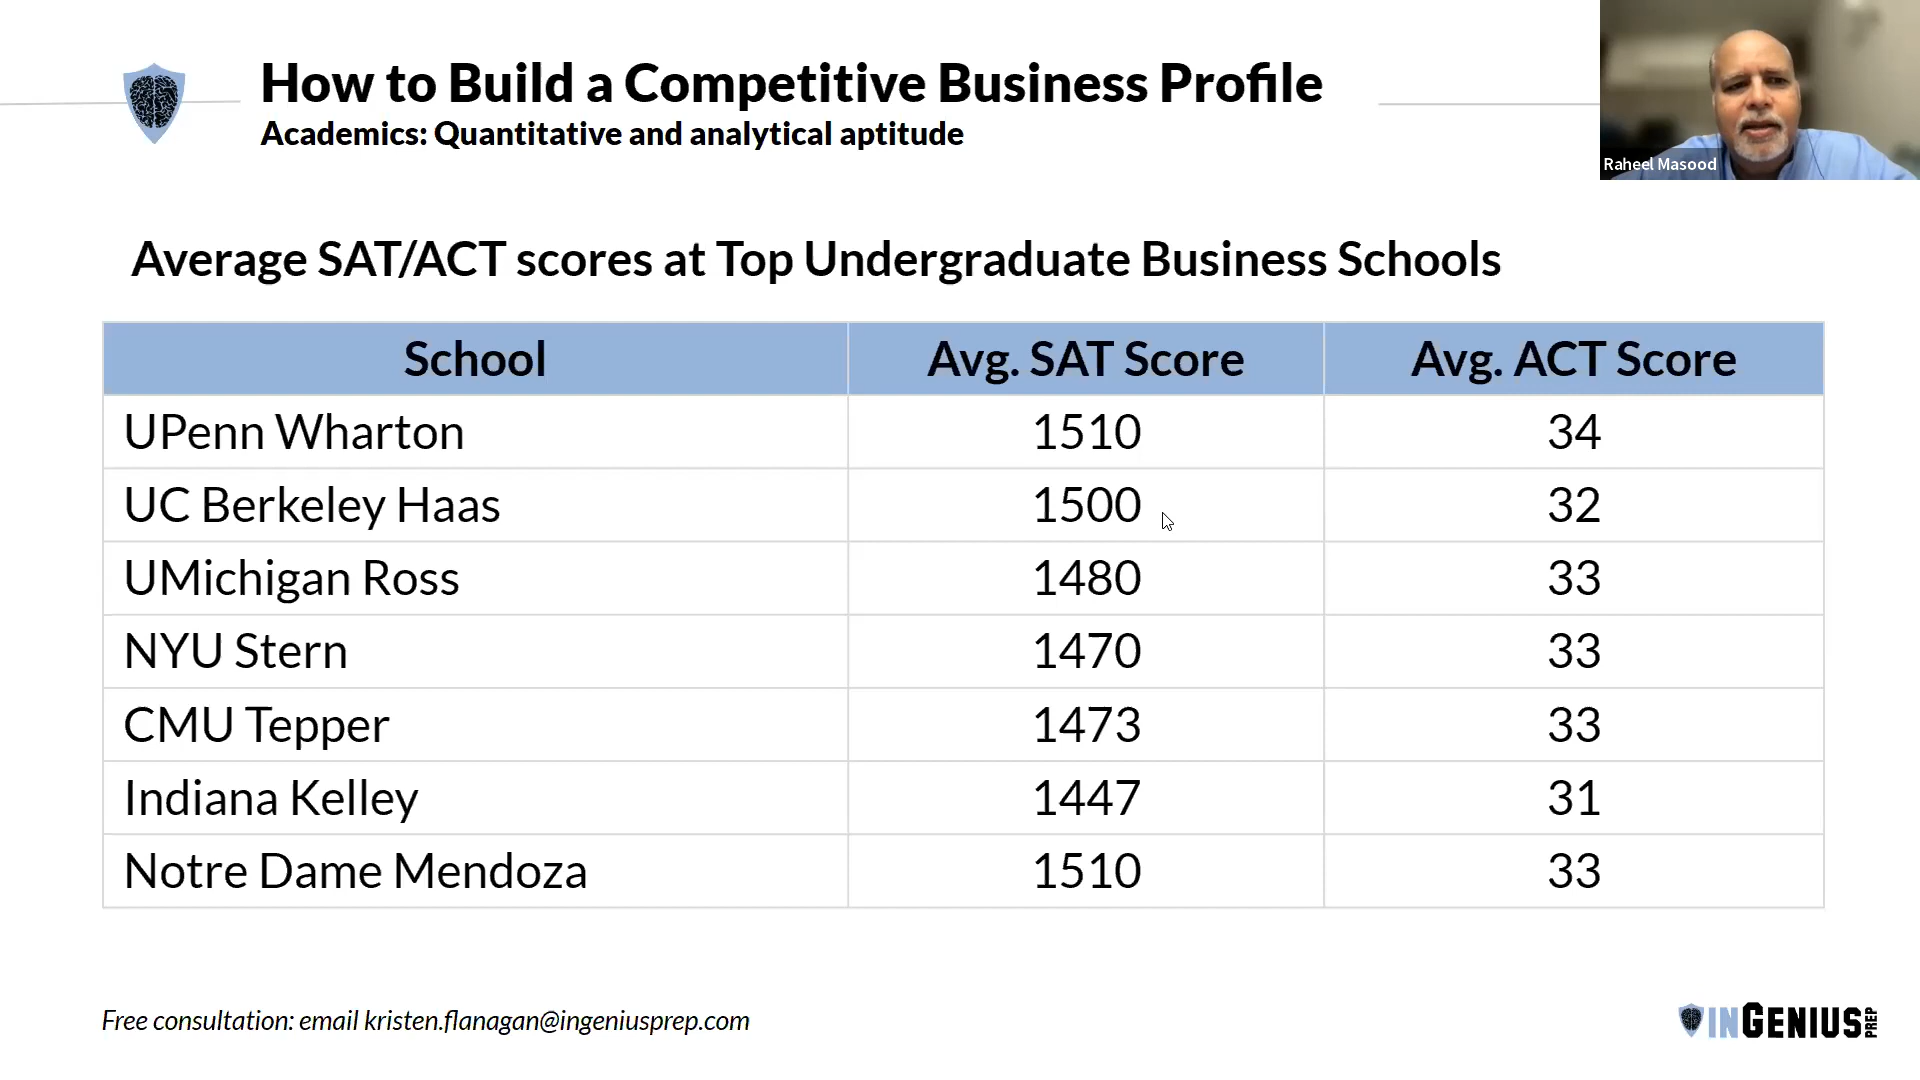 How to Build a Competitive Business Profile
Academics: Quantitative and analytical aptitude
Raheel Masood
Average SAT/ACT scores at Top Undergraduate Business Schools
School Avg. SAT Score Avg. ACT Score
UPenn Wharton 1510 34
UC Berkeley Haas 1500 32
UMichigan Ross 1480 33
NYU Stern 1470 33
CMU Tepper 1473 33
Indiana Kelley 1447 31
Notre Dame Mendoza 1510 33
Free consultation: email kristen.flanagan@ingeniusprep.com
INGENIUS PREP